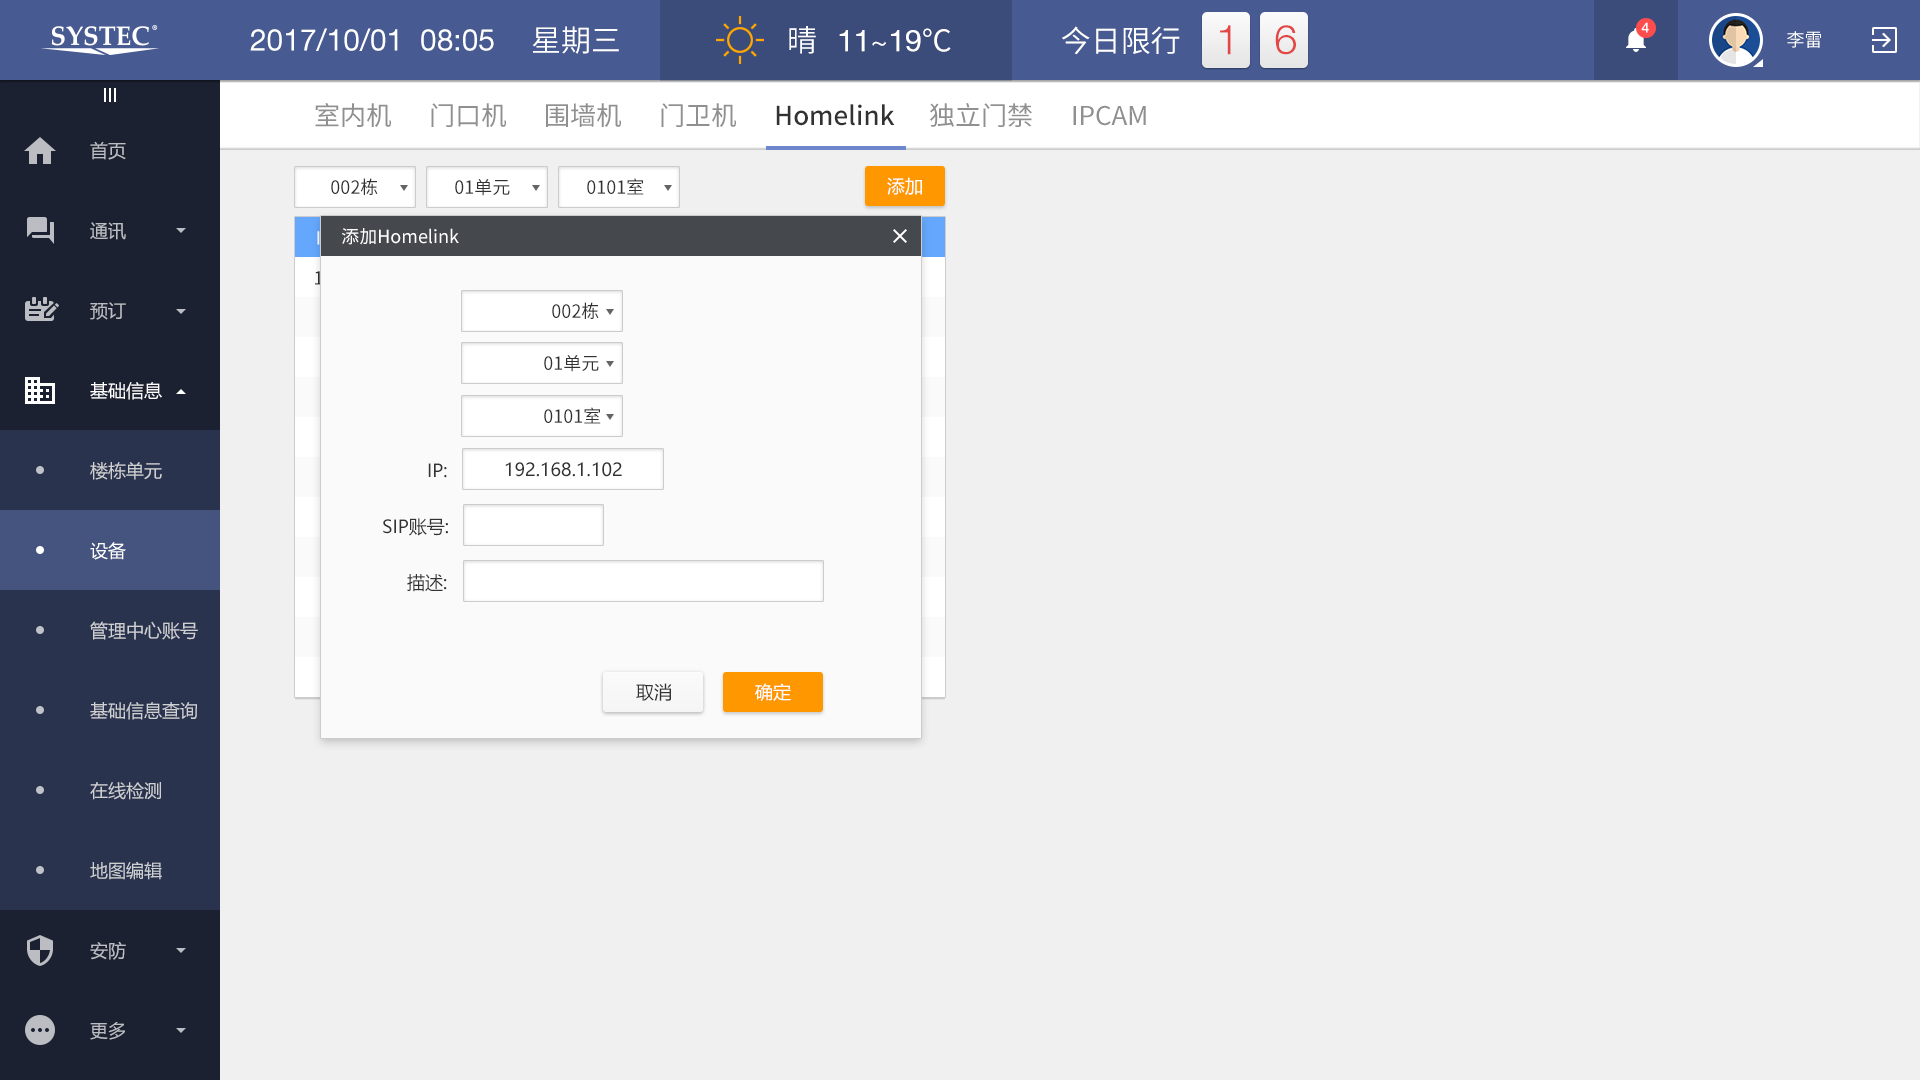 SYSTEC®
2017/10/01 08:05 星期三
晴 11~19℃
今日限行 1 6
4
李雷
首页
通讯
预订
基础信息
楼栋单元
设备
管理中心账号
基础信息查询
在线检测
地图编辑
安防
更多
室内机 门口机 围墙机 门卫机 Homelink 独立门禁 IPCAM
002栋 01单元 0101室 添加
添加Homelink
002栋
01单元
0101室
IP: 192.168.1.102
SIP账号:
描述:
取消 确定